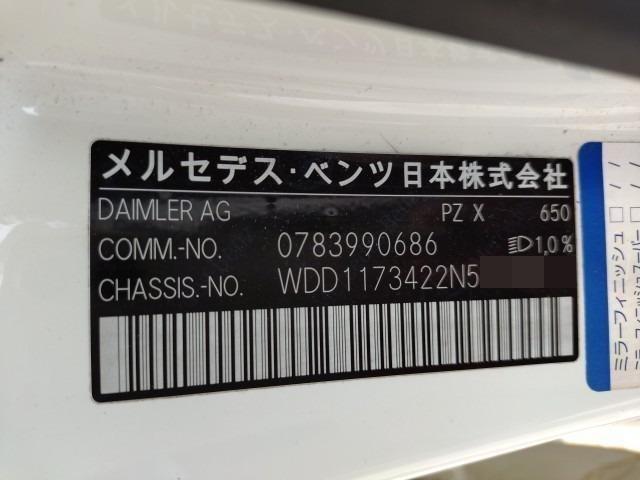 メルセデス・ベンツ日本株式会社
DAIMLER AG PZ X 650
COMM.-NO. 0783990686 1,0%
CHASSIS.-NO. WDD1173422N5
ミラーフィニッシュ □ / /